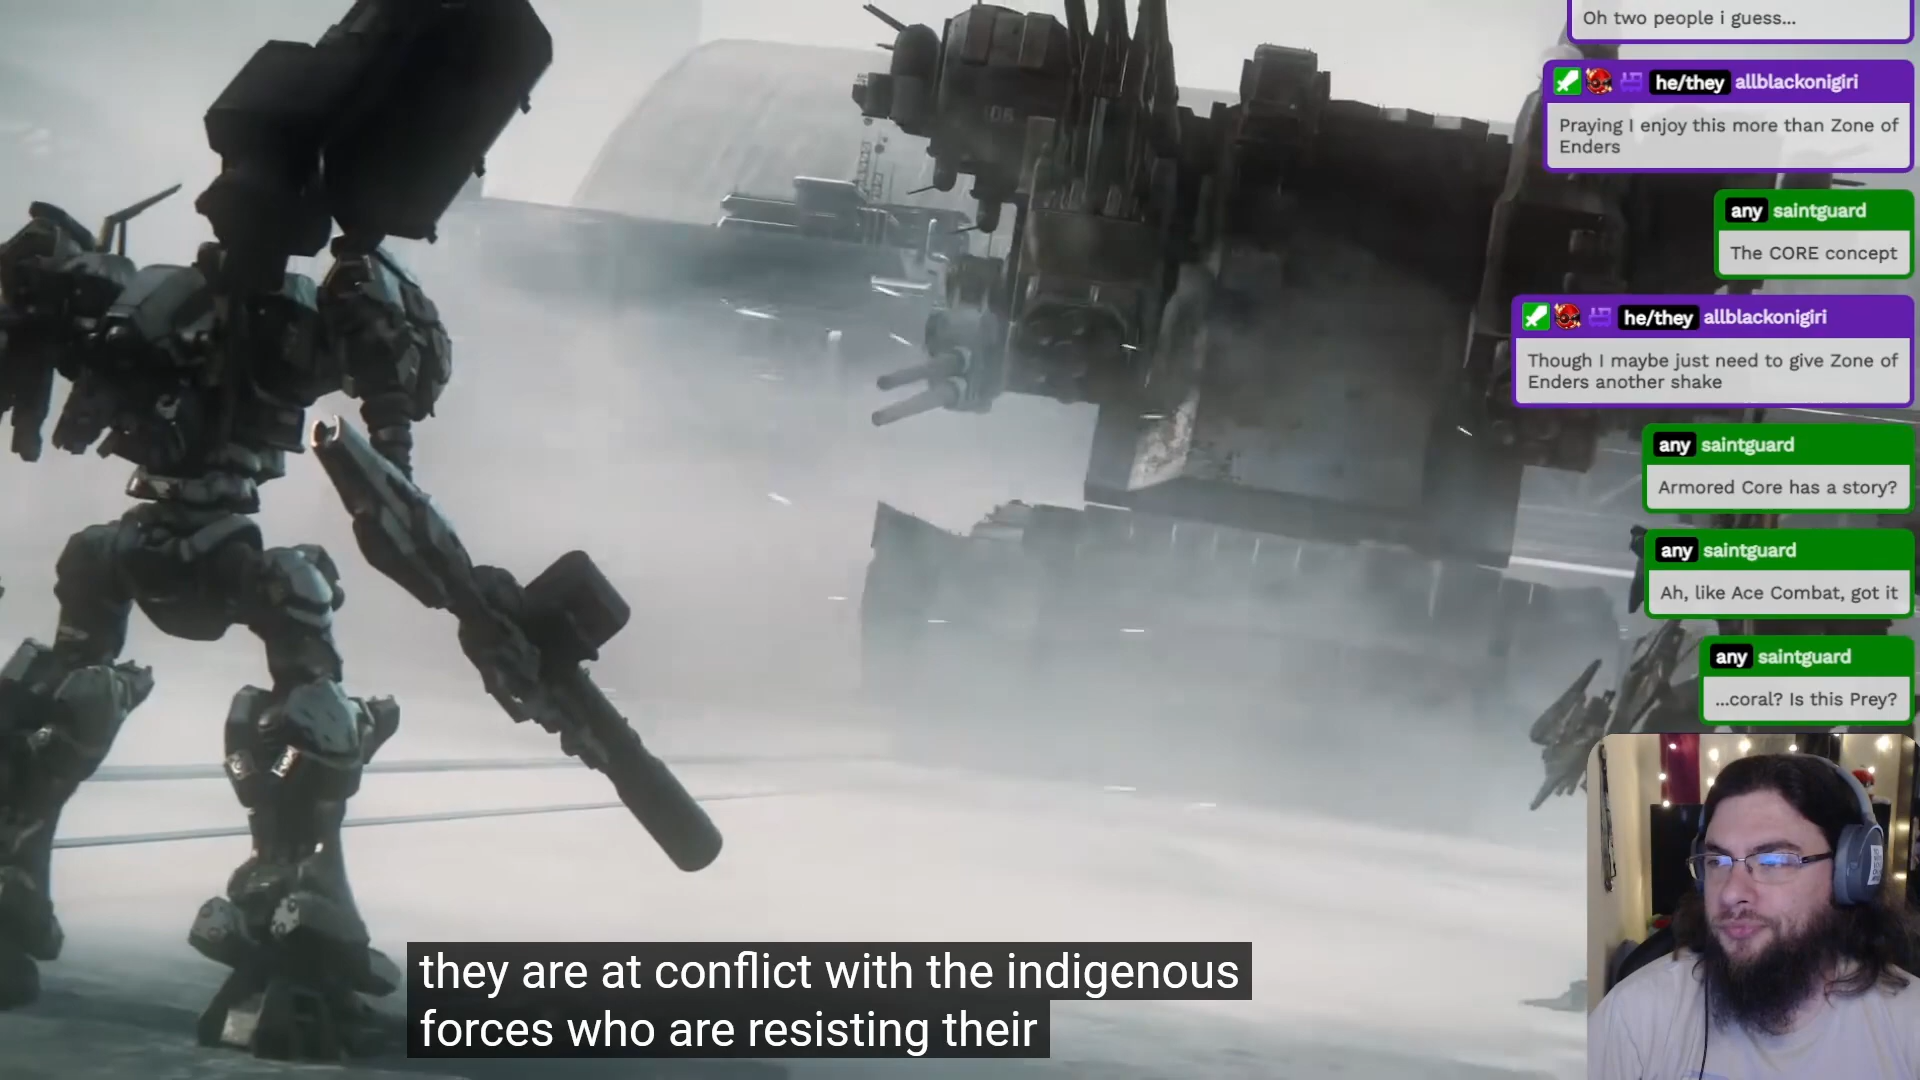 Oh two people i guess...
he/they allblackonigiri
Praying I enjoy this more than Zone of
Enders
any saintguard
The CORE concept
he/they allblackonigiri
Though I maybe just need to give Zone of
Enders another shake
any saintguard
Armored Core has a story?
any saintguard
Ah, like Ace Combat, got it
any saintguard
...coral? Is this Prey?
they are at conflict with the indigenous
forces who are resisting their